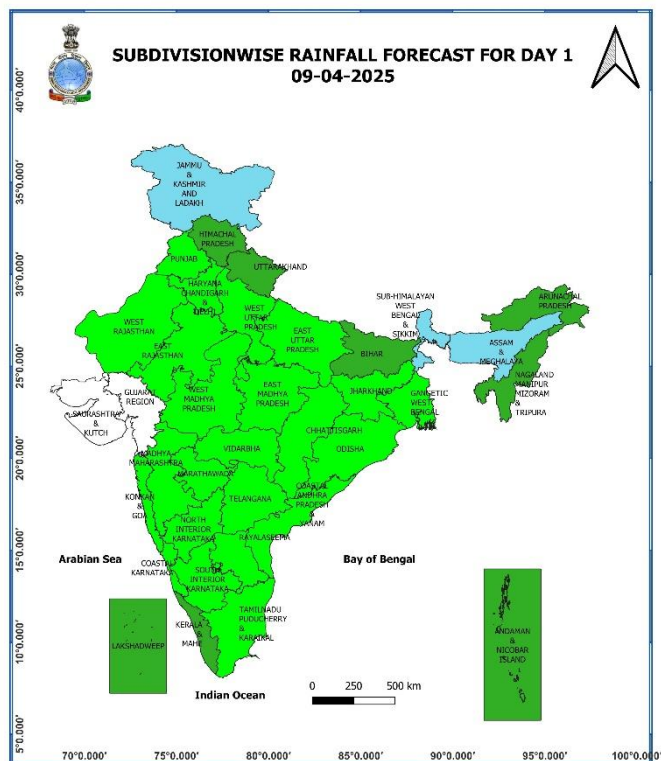 SUBDIVISIONWISE RAINFALL FORECAST FOR DAY 1
09-04-2025
40°0.000'
35°0.000'
30°0.000'
25°0.000'
20°0.000'
15°0.000'
10°0.000'
5°0.000'
JAMMU
&
KASHMIR
AND
LADAKH
HIMACHAL
PRADESH
PUNJAB
UTTARAKHAND
HARYANA
CHANDIGARH
&
DELHI
WEST
UTTAR
PRADESH
EAST
UTTAR
PRADESH
WEST
RAJASTHAN
EAST
RAJASTHAN
SUB-HIMALAYAN
WEST
BENGAL
&
SIKKIM
ARUNACHAL
PRADESH
ASSAM
&
MEGHALAYA
NAGALAND
MANIPUR
MIZORAM
&
TRIPURA
BIHAR
JHARKHAND
GANGETIC
WEST
BENGAL
GUJARAT
REGION
SAURASHTRA
&
KUTCH
WEST
MADHYA
PRADESH
EAST
MADHYA
PRADESH
CHHATTISGARH
ODISHA
VIDARBHA
MADHYA
MAHARASHTRA
MARATHAWADA
KONKAN
&
GOA
TELANGANA
COASTAL
ANDHRA
PRADESH
&
YANAM
NORTH
INTERIOR
KARNATAKA
RAYALASEEMA
COASTAL
KARNATAKA
SOUTH
INTERIOR
KARNATAKA
TAMILNADU
PUDUCHERRY
&
KARAIKAL
KERALA
&
MAHE
LAKSHADWEEP
ANDAMAN
&
NICOBAR
ISLAND
Arabian Sea
Bay of Bengal
Indian Ocean
0 250 500 km
70°0.000' 75°0.000' 80°0.000' 85°0.000' 90°0.000' 95°0.000' 100°0.000'